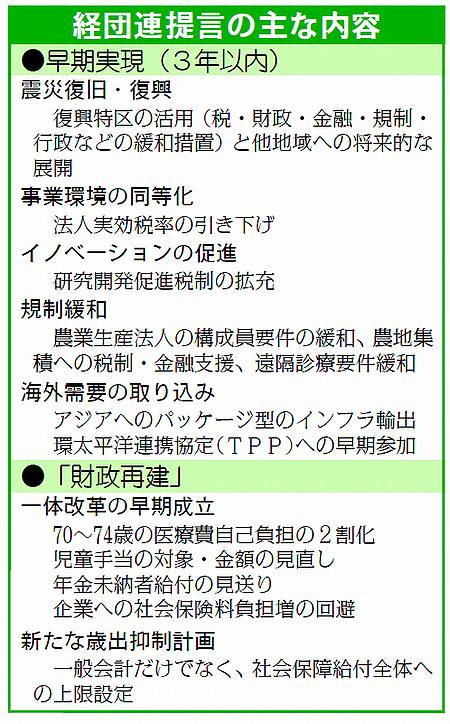 経団連提言の主な内容
●早期実現（３年以内）
震災復旧・復興
復興特区の活用（税・財政・金融・規制・
行政などの緩和措置）と他地域への将来的な
展開
事業環境の同等化
法人実効税率の引き下げ
イノベーションの促進
研究開発促進税制の拡充
規制緩和
農業生産法人の構成員要件の緩和、農地集
積への税制・金融支援、遠隔診療要件緩和
海外需要の取り込み
アジアへのパッケージ型のインフラ輸出
環太平洋連携協定（ＴＰＰ）への早期参加
●「財政再建」
一体改革の早期成立
70～74歳の医療費自己負担の２割化
児童手当の対象・金額の見直し
年金未納者給付の見送り
企業への社会保険料負担増の回避
新たな歳出抑制計画
一般会計だけでなく、社会保障給付全体へ
の上限設定